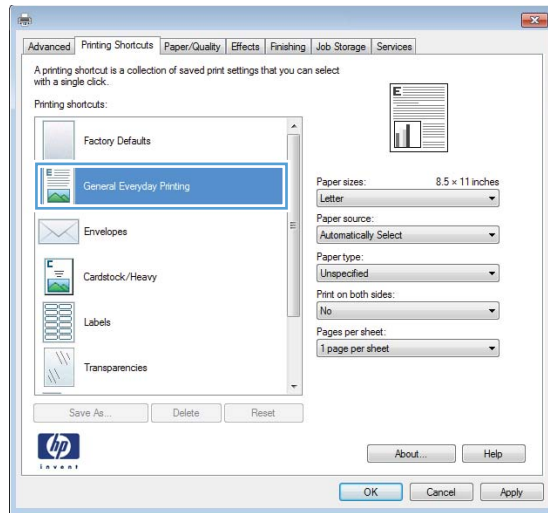 Advanced Printing Shortcuts Paper/Quality Effects Finishing Job Storage Services
A printing shortcut is a collection of saved print settings that you can select
with a single click.
Printing shortcuts:
Factory Defaults
General Everyday Printing
Envelopes
Cardstock/Heavy
Labels
Transparencies
Save As... Delete Reset
E
Paper sizes: 8.5 × 11 inches
Letter
Paper source:
Automatically Select
Paper type:
Unspecified
Print on both sides:
No
Pages per sheet:
1 page per sheet
hp
invent
About... Help
OK Cancel Apply